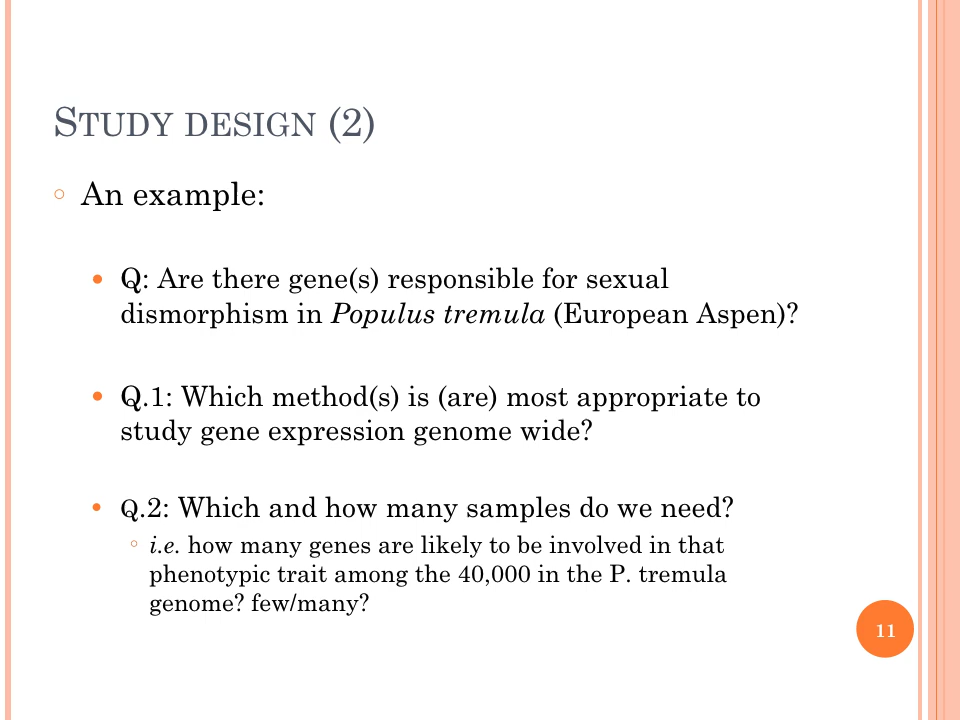 STUDY DESIGN (2)
○ An example:
• Q: Are there gene(s) responsible for sexual
dismorphism in Populus tremula (European Aspen)?
• Q.1: Which method(s) is (are) most appropriate to
study gene expression genome wide?
• Q.2: Which and how many samples do we need?
○ i.e. how many genes are likely to be involved in that
phenotypic trait among the 40,000 in the P. tremula
genome? few/many?
11